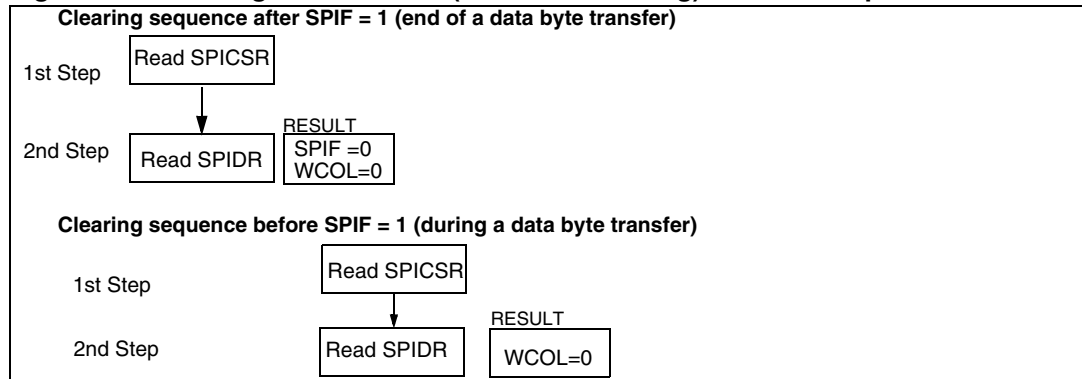 Clearing sequence after SPIF = 1 (end of a data byte transfer)
1st Step
Read SPICSR
2nd Step
Read SPIDR
RESULT
SPIF =0
WCOL=0
Clearing sequence before SPIF = 1 (during a data byte transfer)
1st Step
Read SPICSR
2nd Step
Read SPIDR
RESULT
WCOL=0